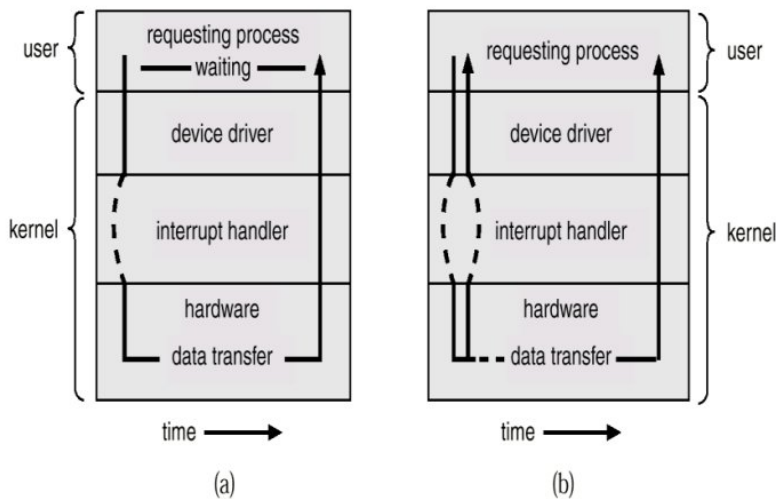 requesting process
user
waiting
device driver
kernel
interrupt handler
hardware
data transfer
time
(a)
requesting process
user
device driver
interrupt handler
kernel
hardware
data transfer
time
(b)